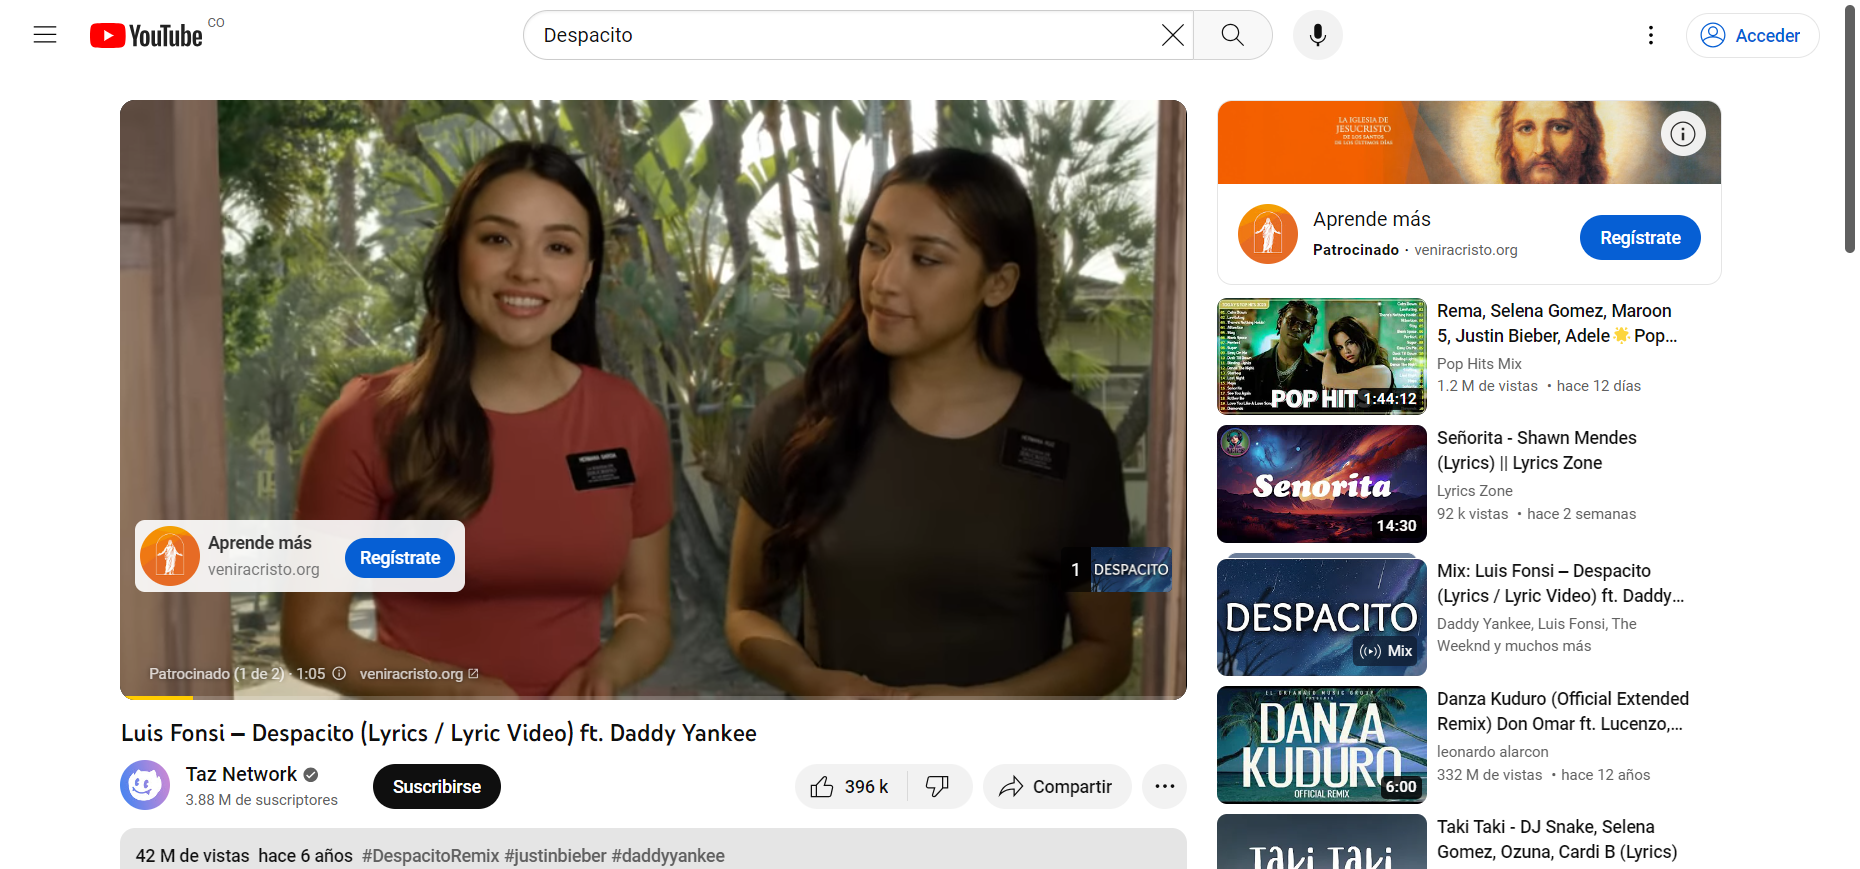 YouTube CO
Despacito
Acceder
HERMANA GARCIA
Aprende más
veniracristo.org
Regístrate
1 DESPACITO
Patrocinado (1 de 2) · 1:05 veniracristo.org
Luis Fonsi ‒ Despacito (Lyrics / Lyric Video) ft. Daddy Yankee
Taz Network
3.88 M de suscriptores
Suscribirse
396 k
Compartir
42 M de vistas hace 6 años #DespacitoRemix #justinbieber #daddyyankee
LA IGLESIA DE
JESUCRISTO
DE LOS SANTOS
DE LOS ÚLTIMOS DÍAS
Aprende más
Patrocinado · veniracristo.org
Regístrate
POP HIT
1:44:12
Rema, Selena Gomez, Maroon
5, Justin Bieber, Adele🌟 Pop...
Pop Hits Mix
1.2 M de vistas • hace 12 días
Senorita
14:30
Señorita - Shawn Mendes
(Lyrics) || Lyrics Zone
Lyrics Zone
92 k vistas • hace 2 semanas
DESPACITO
Mix
Mix: Luis Fonsi ‒ Despacito
(Lyrics / Lyric Video) ft. Daddy...
Daddy Yankee, Luis Fonsi, The
Weeknd y muchos más
EL ORFANATO MUSIC GROUP
PRESENTS
DANZA
KUDURO
OFFICIAL REMIX
6:00
Danza Kuduro (Official Extended
Remix) Don Omar ft. Lucenzo,...
leonardo alarcon
332 M de vistas • hace 12 años
Taki Taki
Taki Taki - DJ Snake, Selena
Gomez, Ozuna, Cardi B (Lyrics)